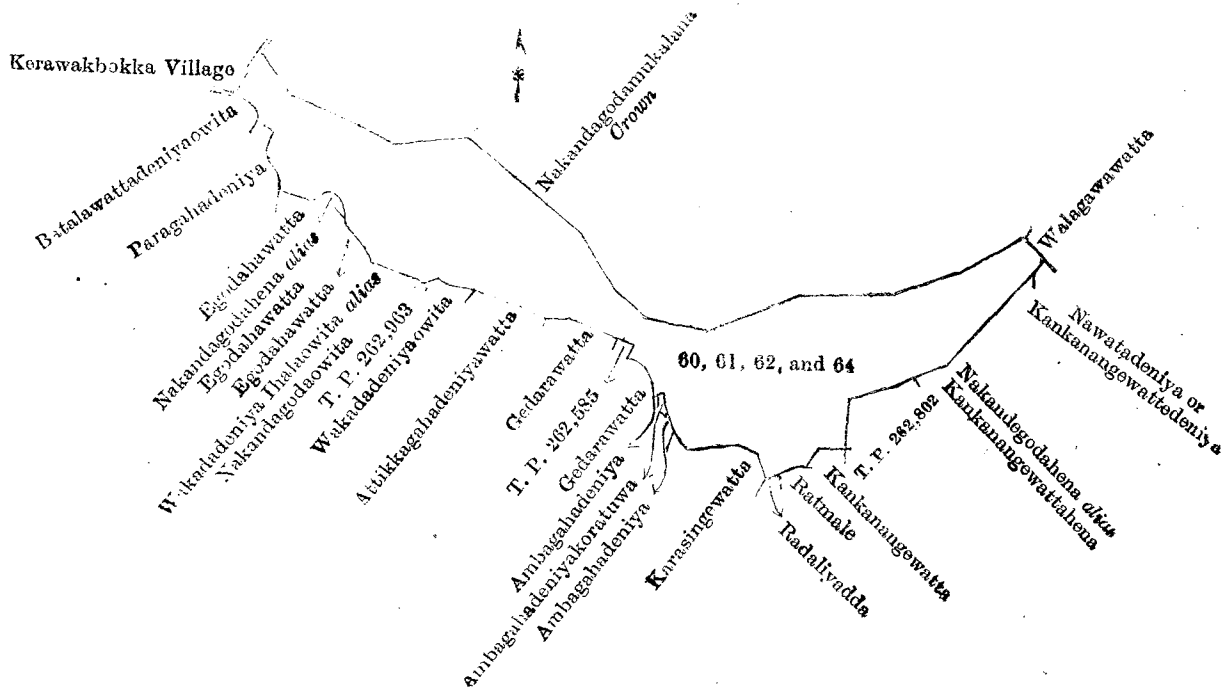 Kerawakbokka Village
Nakandagodamukalana
Crown
Batalawattadeniyaowita
Paragahadeniya
Egodahawatta
Nakandagodahena alias
Egodahawatta
Egodahawatta
Wakadadeniya Ihalaowita alias
Nakandagodaowita
T. P. 262,963
Wakadadeniyaowita
Attikkagahadeniyawatta
Gedarawatta
T. P. 262,585
Gedarawatta
Ambagahadeniya
Ambagahadeniyakoratuwa
Ambagahadeniya
60, 61, 62, and 64
Karasingewatta
Radaliyadda
Ratmale
Kankanangewatta
T. P. 262,802
Nakandegodahena alias
Kankanangewattahena
Nawatadeniya or
Kankanangewattedeniya
Walagawawatta